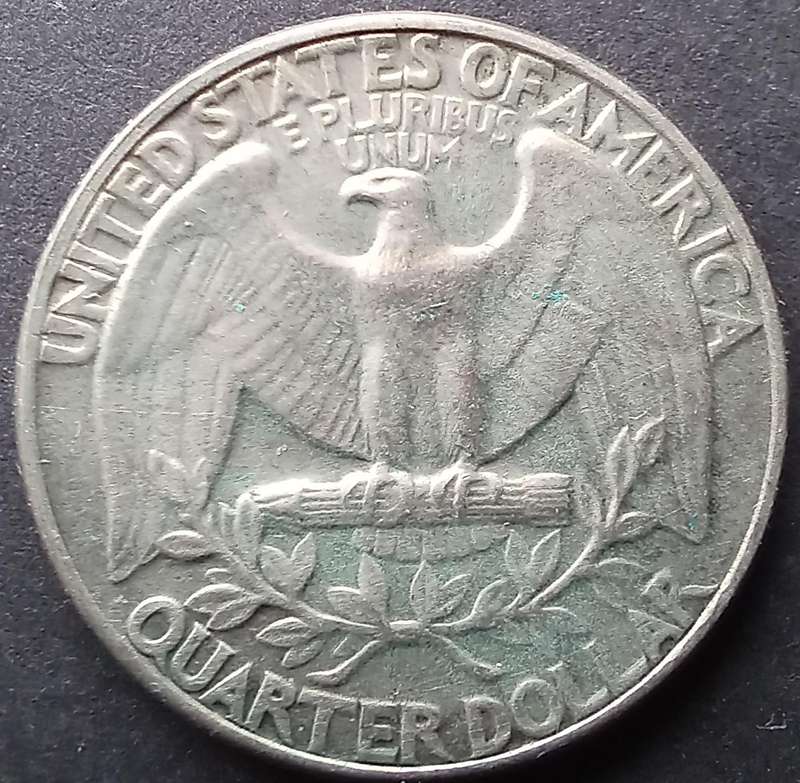 UNITED STATES OF AMERICA
E PLURIBUS
UNUM
QUARTER DOLLAR